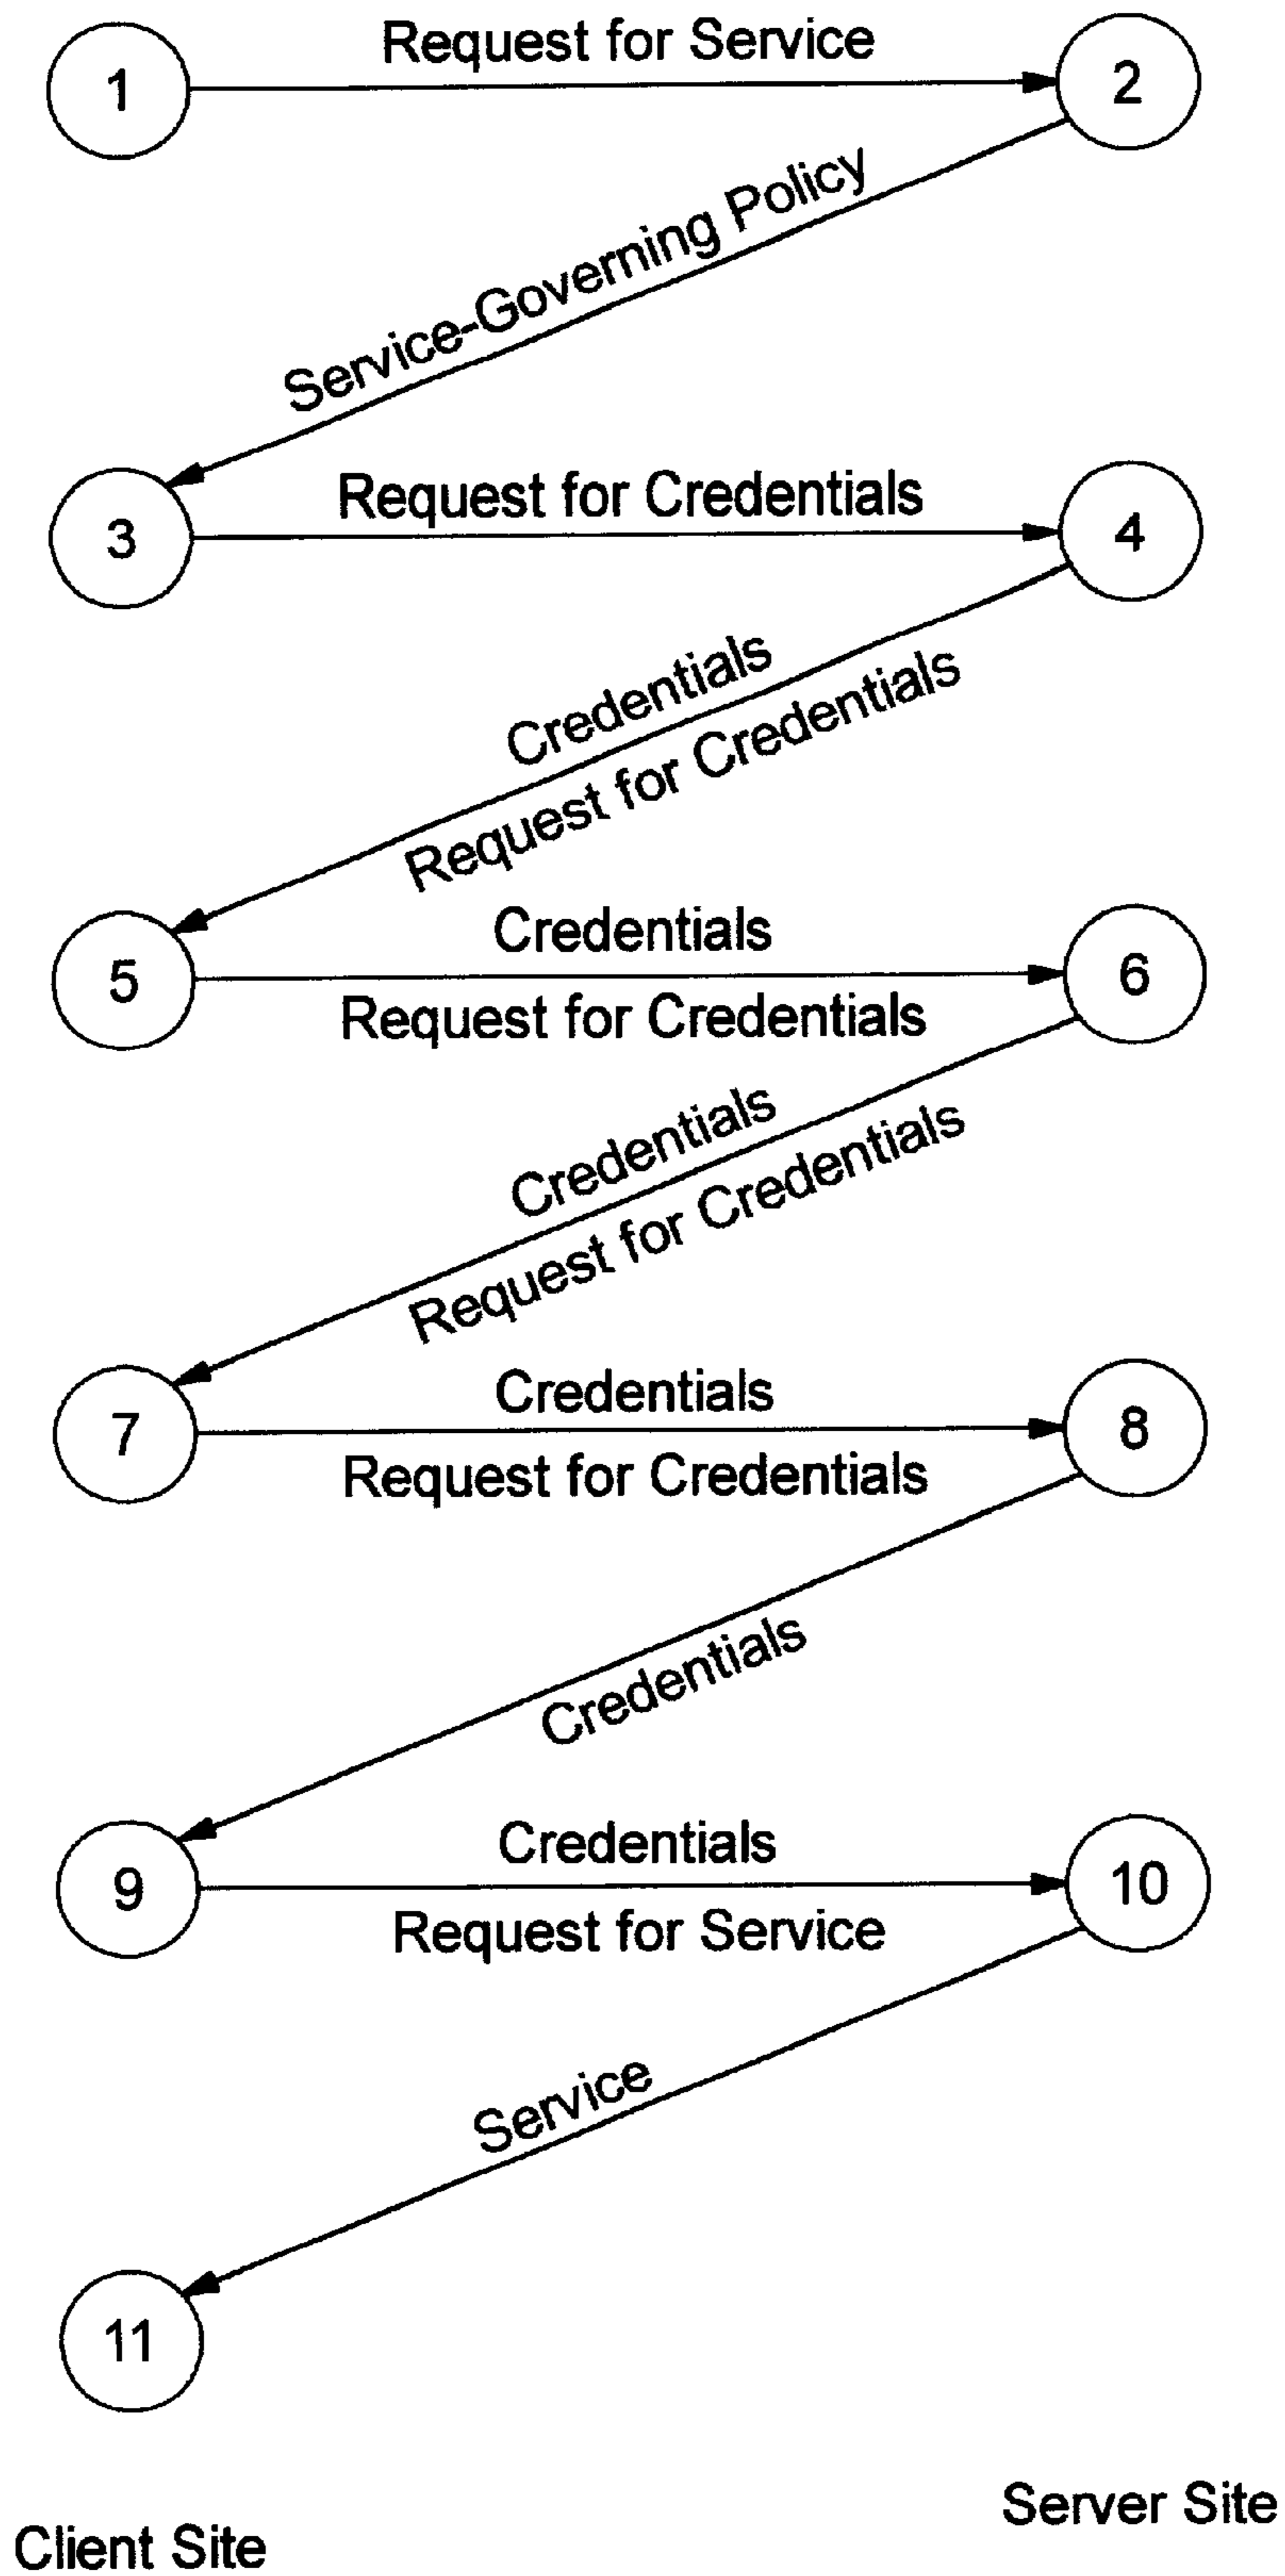 Request for Service
1
2
Service-Governing Policy
Request for Credentials
3
4
Credentials
Request for Credentials
Credentials
5
6
Request for Credentials
Credentials
Request for Credentials
Credentials
7
8
Request for Credentials
Credentials
Credentials
9
10
Request for Service
Service
11
Server Site
Client Site